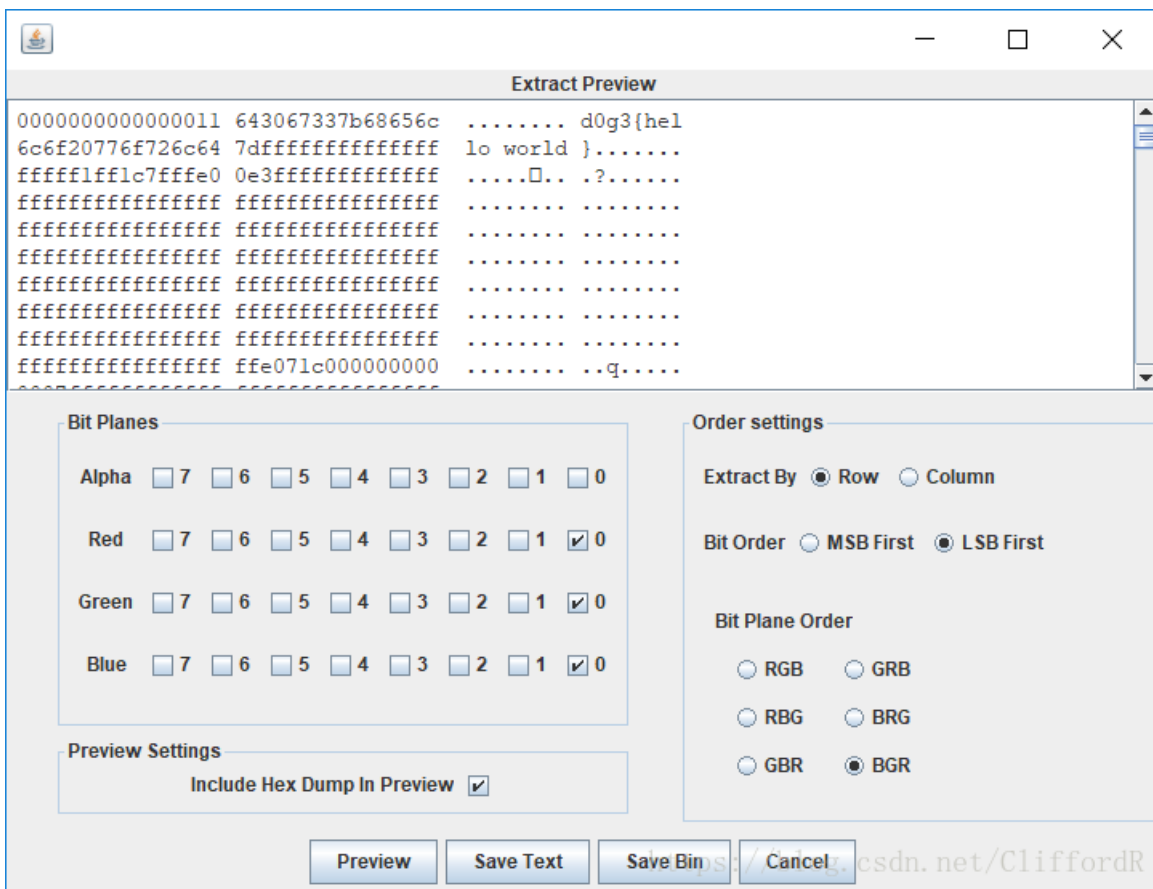 Extract Preview
0000000000000011 643067337b68656c ........ d0g3{hel
6c6f20776f726c64 7dffffffffffffff lo world }.......
fffff1ff1c7fffe0 0e3fffffffffffff .....□.. .?......
ffffffffffffffff ffffffffffffffff ........ ........
ffffffffffffffff ffffffffffffffff ........ ........
ffffffffffffffff ffffffffffffffff ........ ........
ffffffffffffffff ffffffffffffffff ........ ........
ffffffffffffffff ffffffffffffffff ........ ........
ffffffffffffffff ffffffffffffffff ........ ........
ffffffffffffffff ffe071c000000000 ........ ..q.....
Bit Planes
Alpha 7 6 5 4 3 2 1 0
Red 7 6 5 4 3 2 1 0
Green 7 6 5 4 3 2 1 0
Blue 7 6 5 4 3 2 1 0
Preview Settings
Include Hex Dump In Preview
Order settings
Extract By Row Column
Bit Order MSB First LSB First
Bit Plane Order
RGB GRB
RBG BRG
GBR BGR
Preview Save Text Save Bin Cancel
https://blog.csdn.net/CliffordR